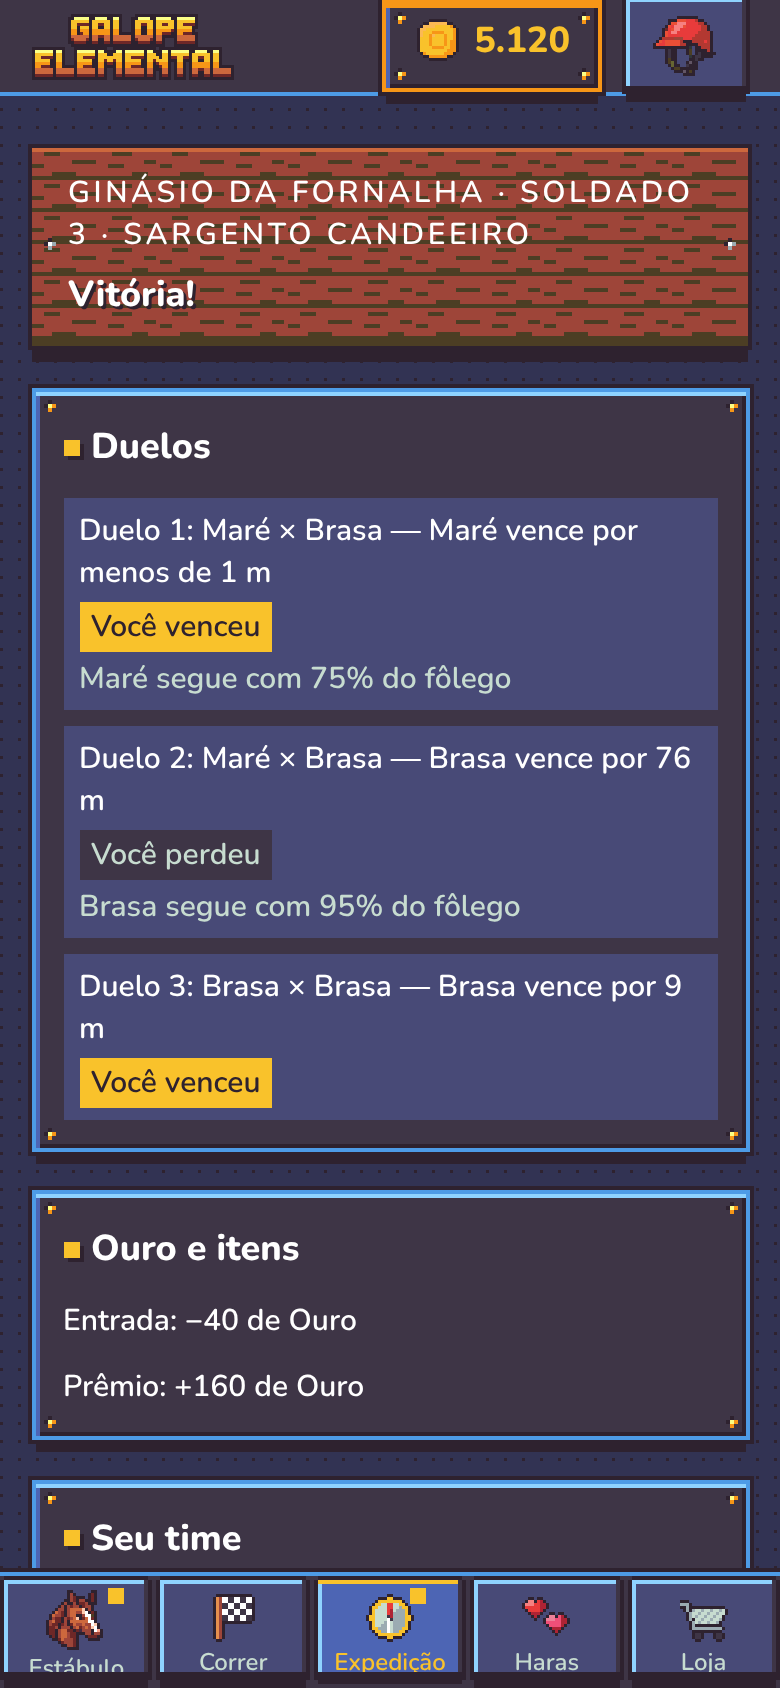 GALOPE
ELEMENTAL
5.120
GINÁSIO DA FORNALHA · SOLDADO
3 · SARGENTO CANDEEIRO
Vitória!
Duelos
Duelo 1: Maré × Brasa — Maré vence por
menos de 1 m
Você venceu
Maré segue com 75% do fôlego
Duelo 2: Maré × Brasa — Brasa vence por 76
m
Você perdeu
Brasa segue com 95% do fôlego
Duelo 3: Brasa × Brasa — Brasa vence por 9
m
Você venceu
Ouro e itens
Entrada: −40 de Ouro
Prêmio: +160 de Ouro
Seu time
Estábulo
Correr
Expedição
Haras
Loja